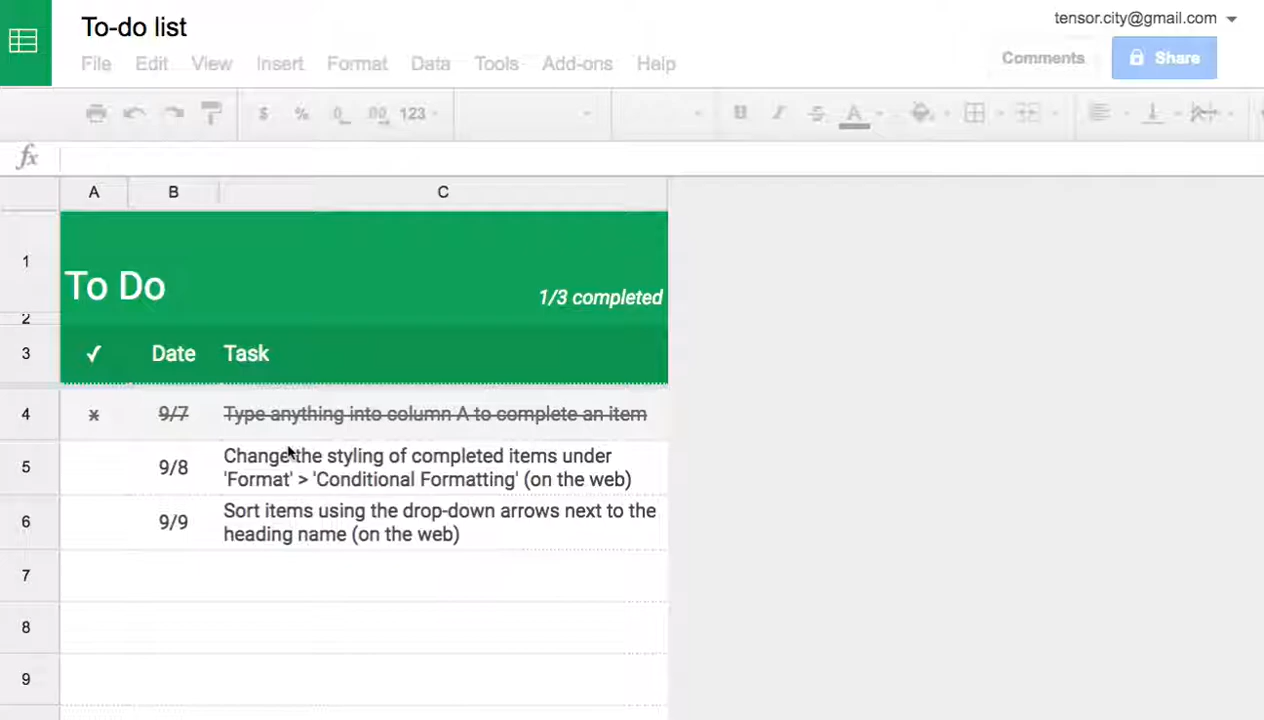 To-do list
tensor.city@gmail.com
File Edit View Insert Format Data Tools Add-ons Help
Comments
Share
$ % .0 .00 123
B I S A
fx
A B C
1
To Do
1/3 completed
2
3 ✓ Date Task
4 x 9/7 Type anything into column A to complete an item
5 9/8 Change the styling of completed items under
'Format' > 'Conditional Formatting' (on the web)
6 9/9 Sort items using the drop-down arrows next to the
heading name (on the web)
7
8
9